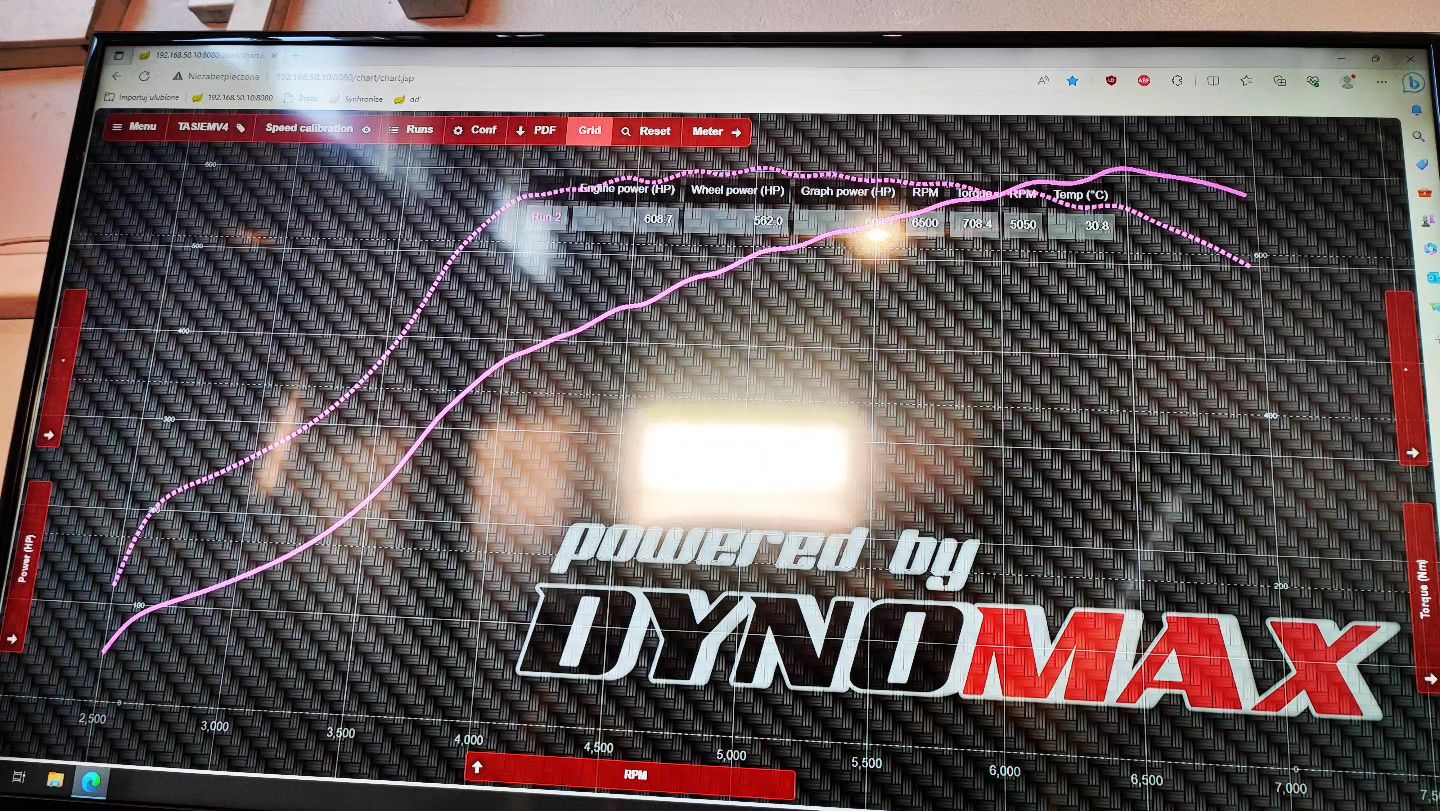 192.168.50.10:8080/chart/chart.j
Niezabezpieczona 192.168.50.10:8080/chart/chart.jsp
Importuj ulubione 192.168.50.10:8080 Brake Synhronize dd
Menu TASIEMV4 Speed calibration Runs Conf PDF Grid Reset Meter
Engine power (HP) Wheel power (HP) Graph power (HP) RPM Torque RPM Temp (°C)
Run 2 608.7 562.0 608.7 6500 708.4 5050 30.8
600
500
400
300
200
100
0
600
400
200
0
Power (HP)
Torque (Nm)
powered by
DYNOMAX
2,500 3,000 3,500 4,000 4,500 5,000 5,500 6,000 6,500 7,000
RPM